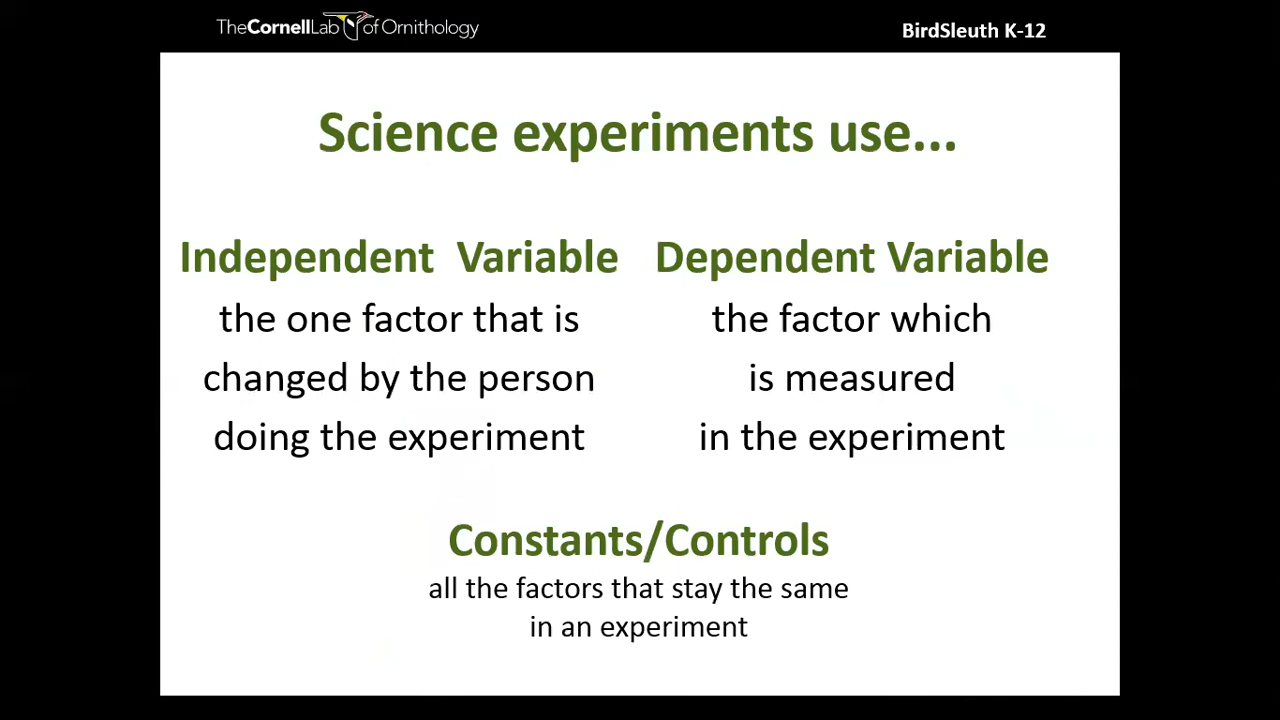 TheCornellLab of Ornithology
BirdSleuth K-12
Science experiments use...
Independent Variable
the one factor that is
changed by the person
doing the experiment
Dependent Variable
the factor which
is measured
in the experiment
Constants/Controls
all the factors that stay the same
in an experiment